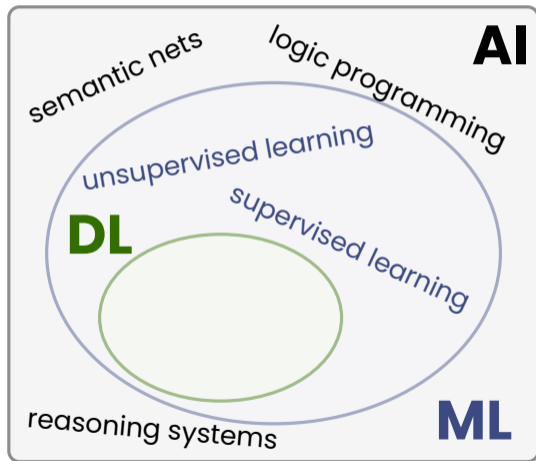 AI
semantic nets
logic programming
unsupervised learning
supervised learning
DL
ML
reasoning systems